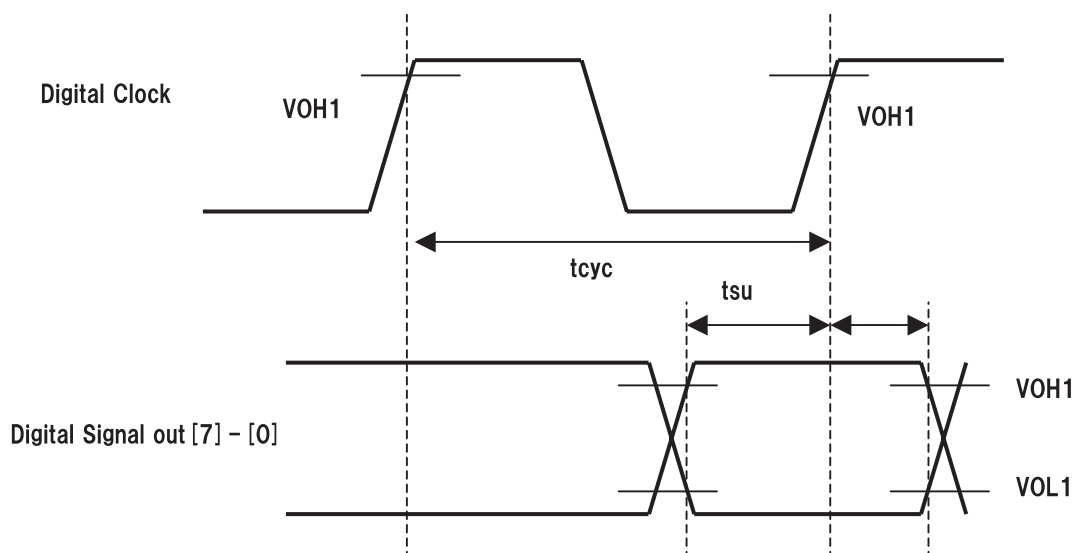 Digital Clock
VOH1
VOH1
tcyc
tsu
VOH1
Digital Signal out [7] - [0]
VOL1